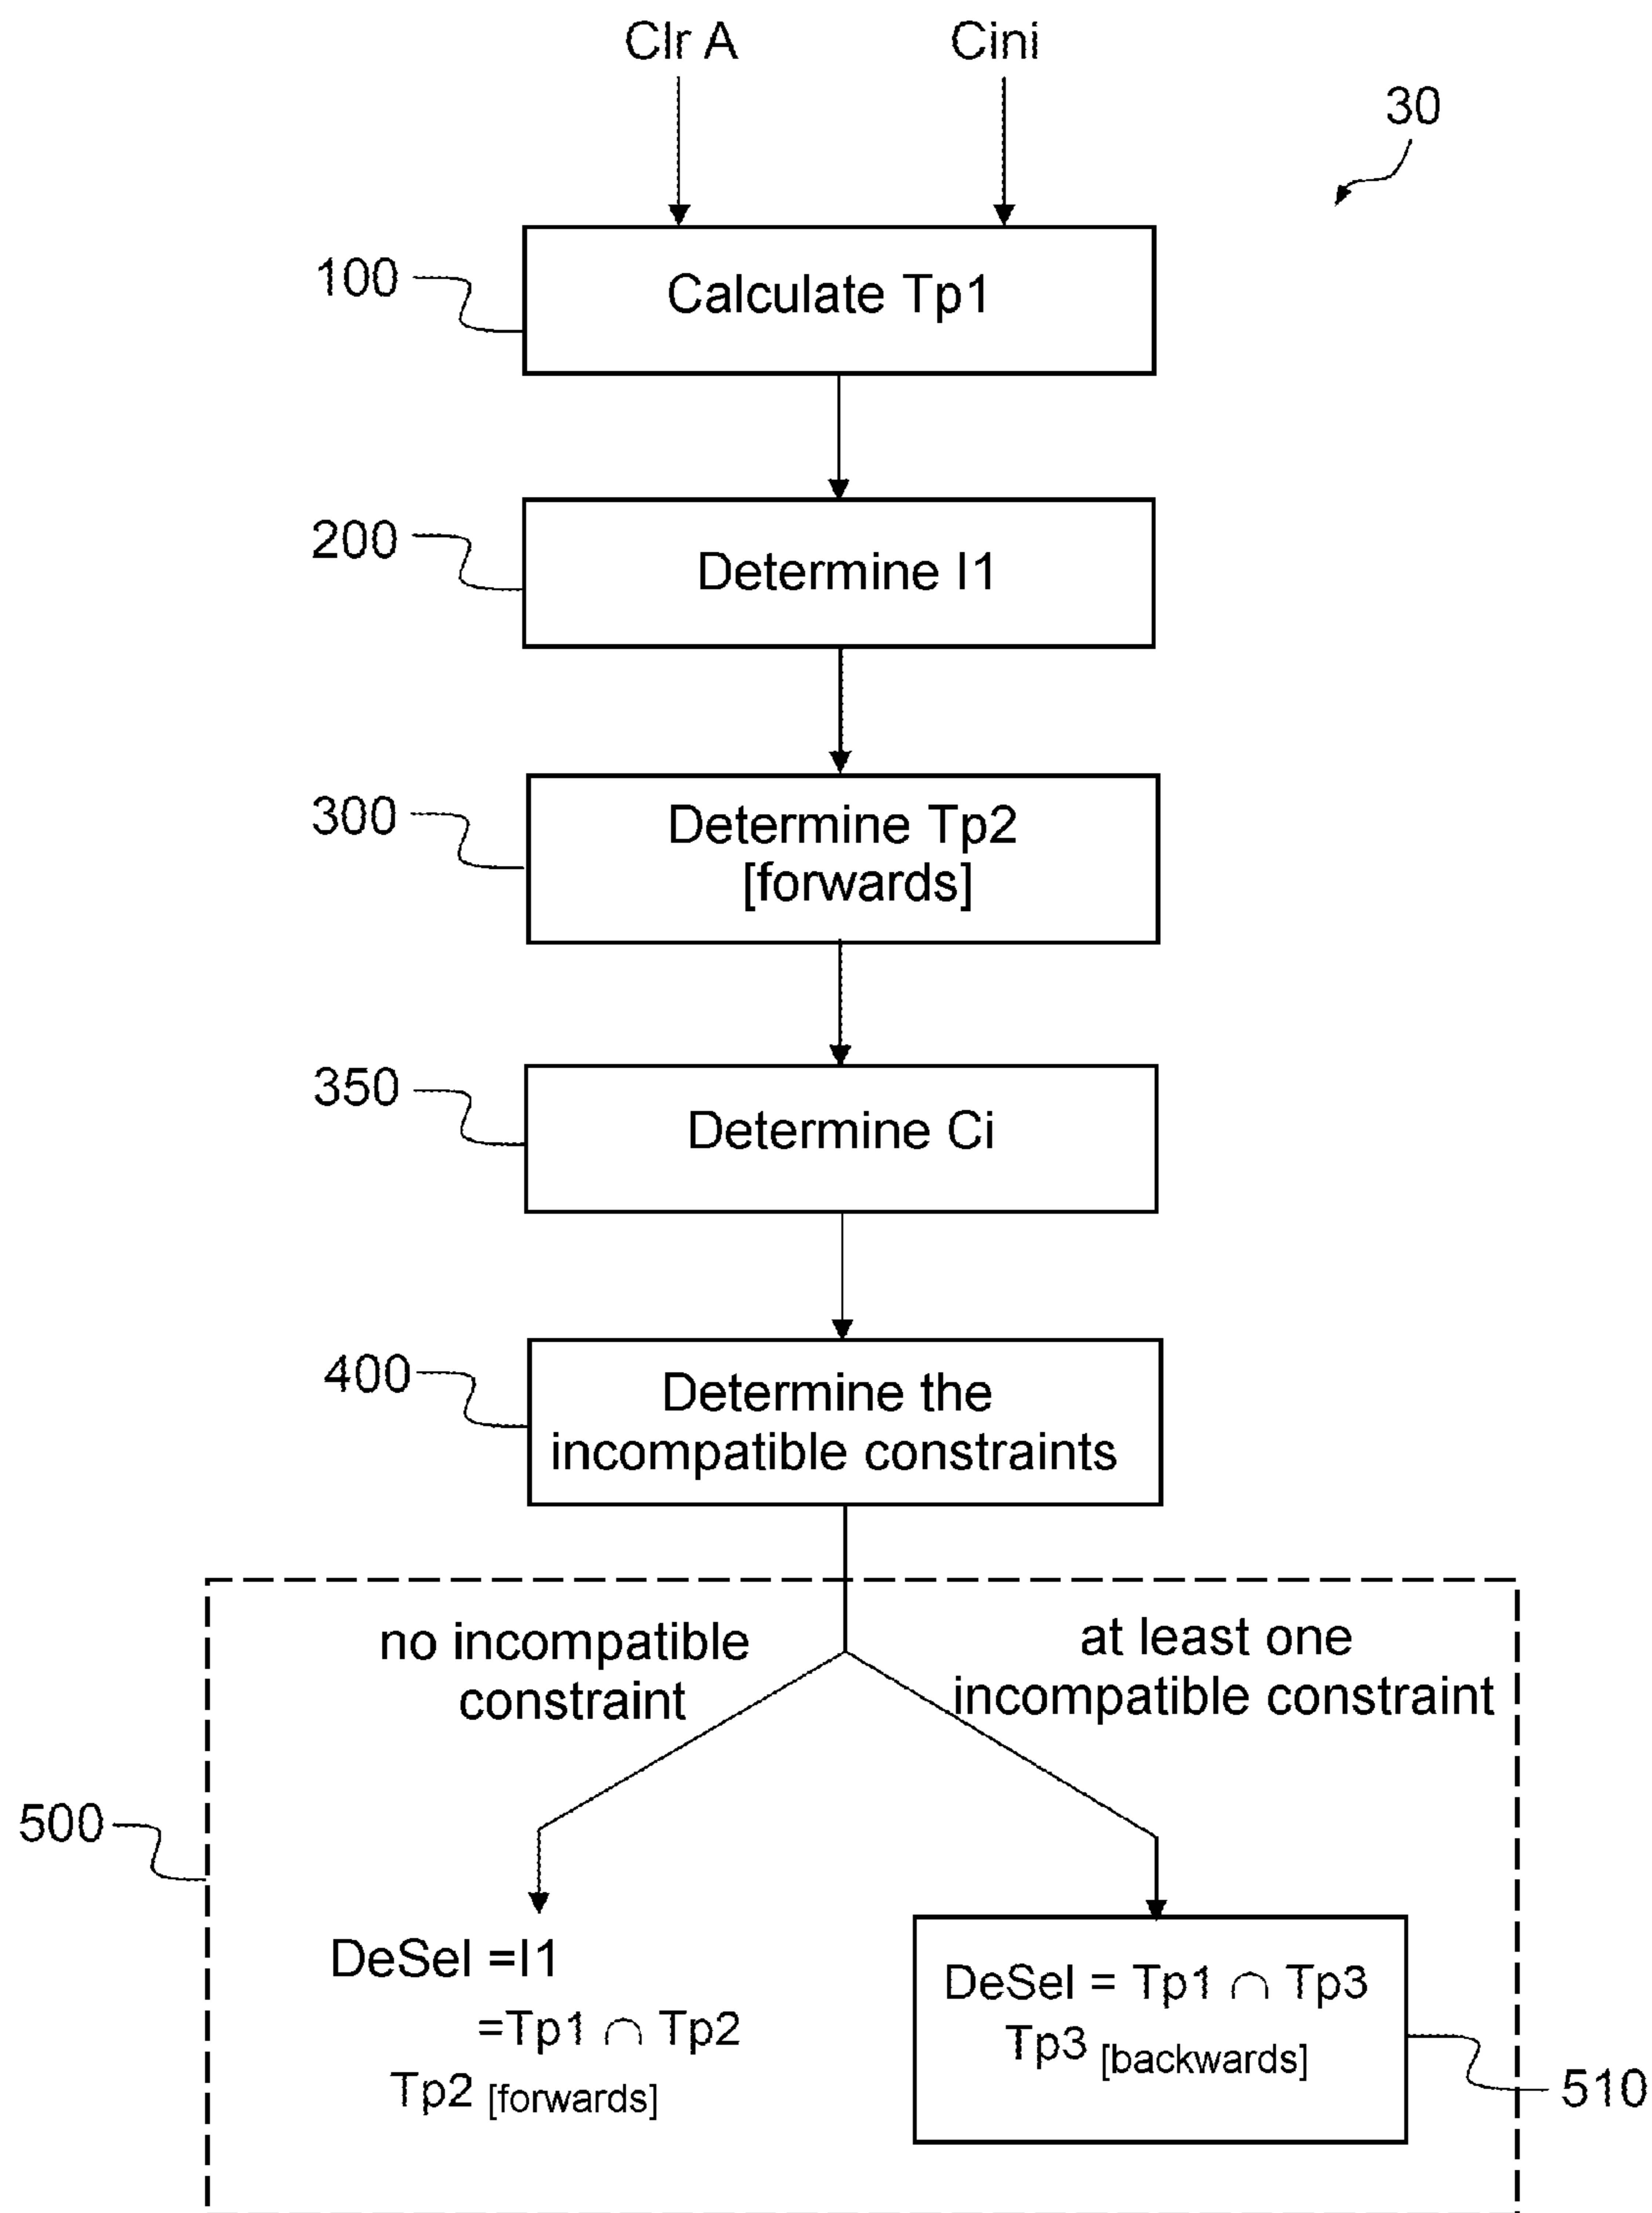 Clr A
Cini
30
100
Calculate Tp1
200
Determine I1
300
Determine Tp2
[forwards]
350
Determine Ci
400
Determine the
incompatible constraints
no incompatible
constraint
at least one
incompatible constraint
500
DeSel =I1
=Tp1 ∩ Tp2
Tp2 [forwards]
DeSel = Tp1 ∩ Tp3
Tp3 [backwards]
510